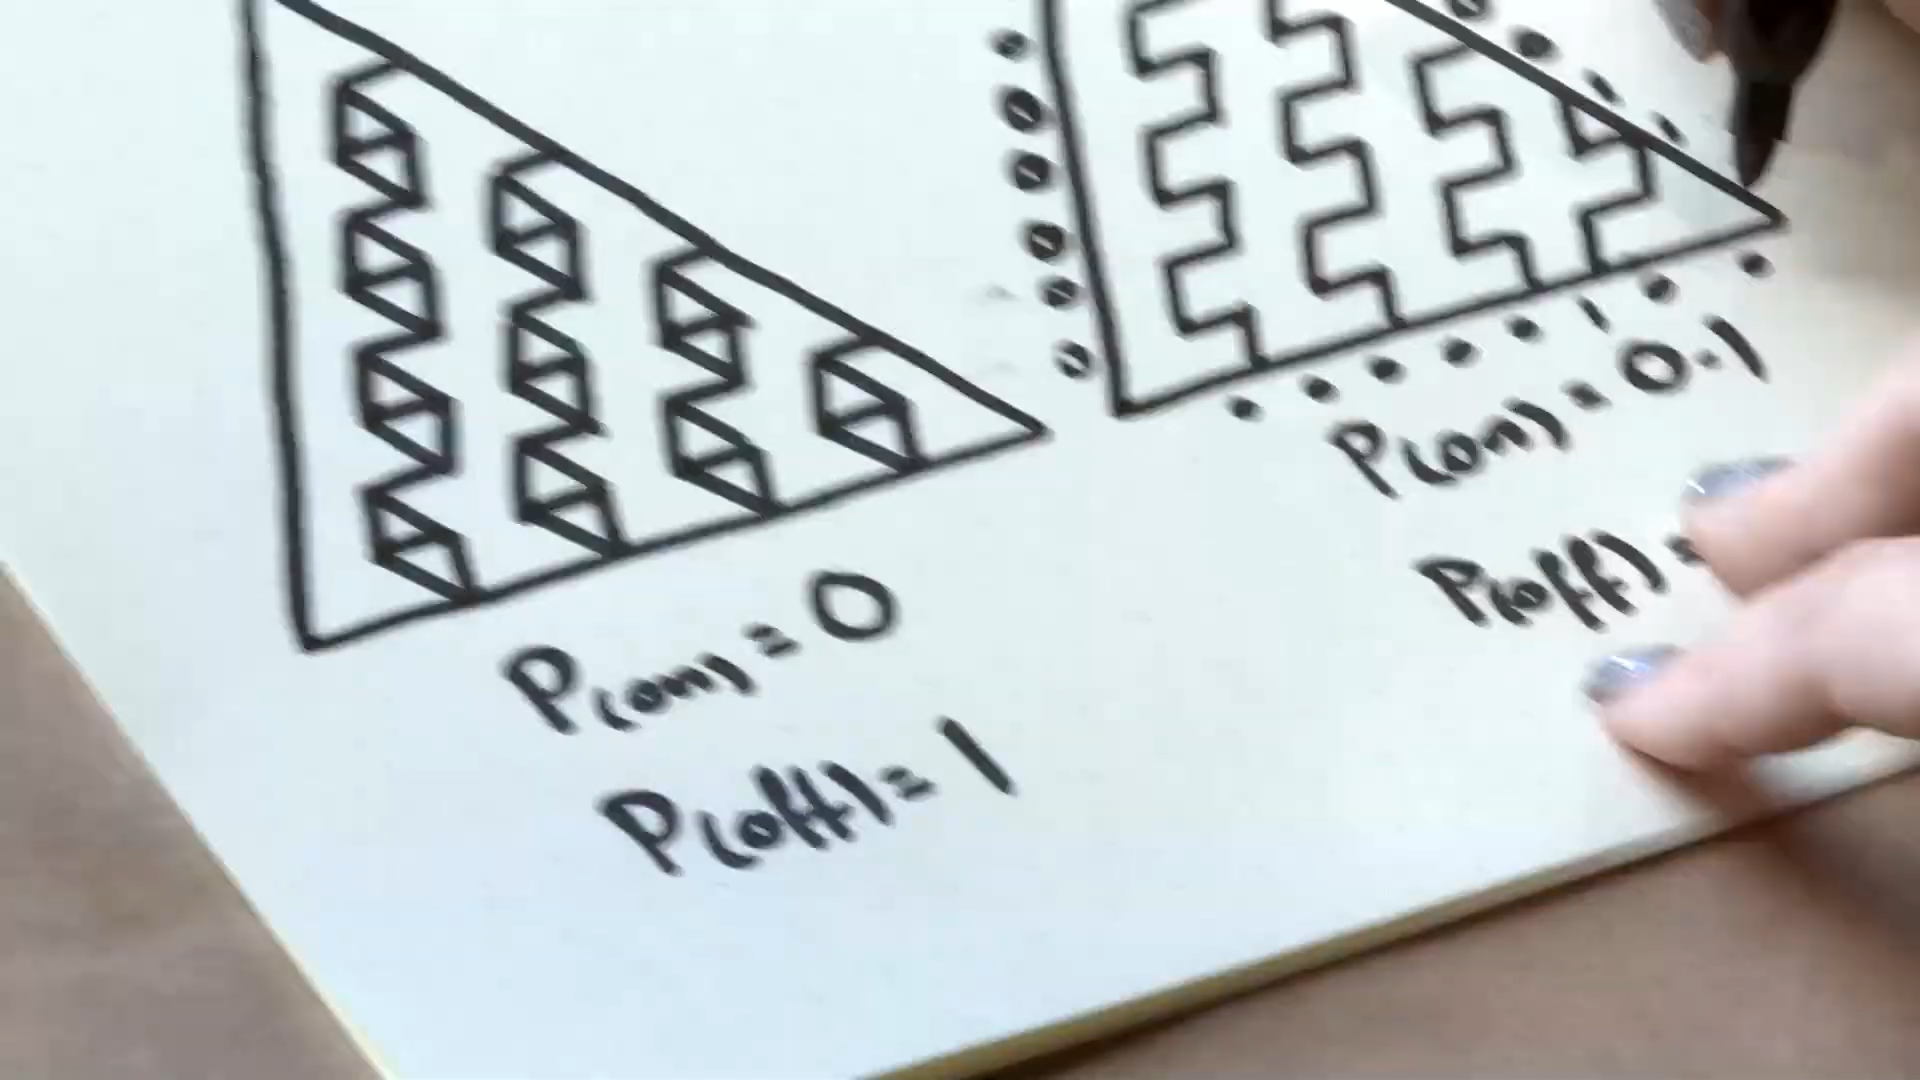 P(on) = 0
P(off) = 1
P(on) = 0.1
P(off) =